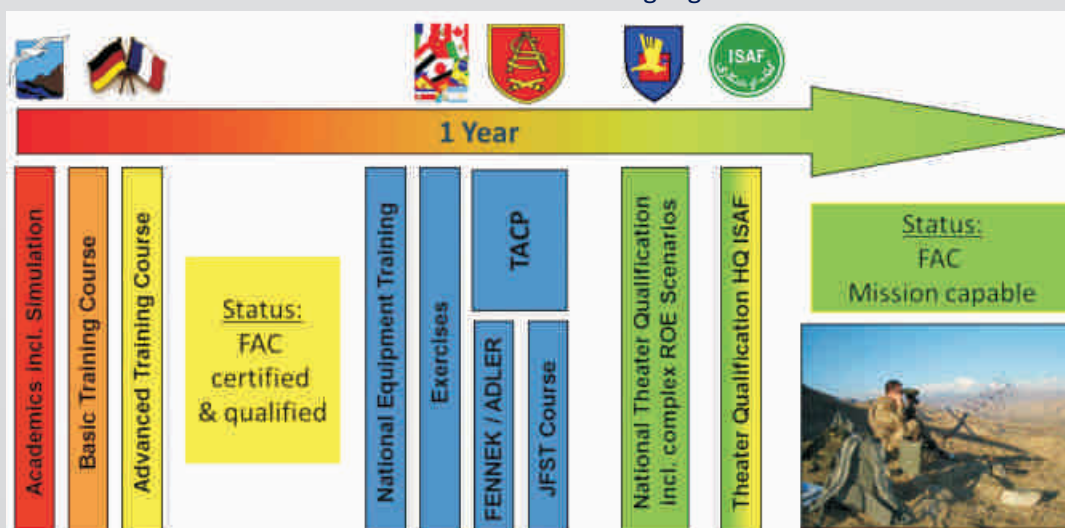 ISAF
1 Year
Academics incl. Simulation
Basic Training Course
Advanced Training Course
Status:
FAC
certified
& qualified
National Equipment Training
Exercises
TACP
FENNEK / ADLER
JFST Course
National Theater Qualification
Incl. complex ROE Scenarios
Theater Qualification HQ ISAF
Status:
FAC
Mission capable